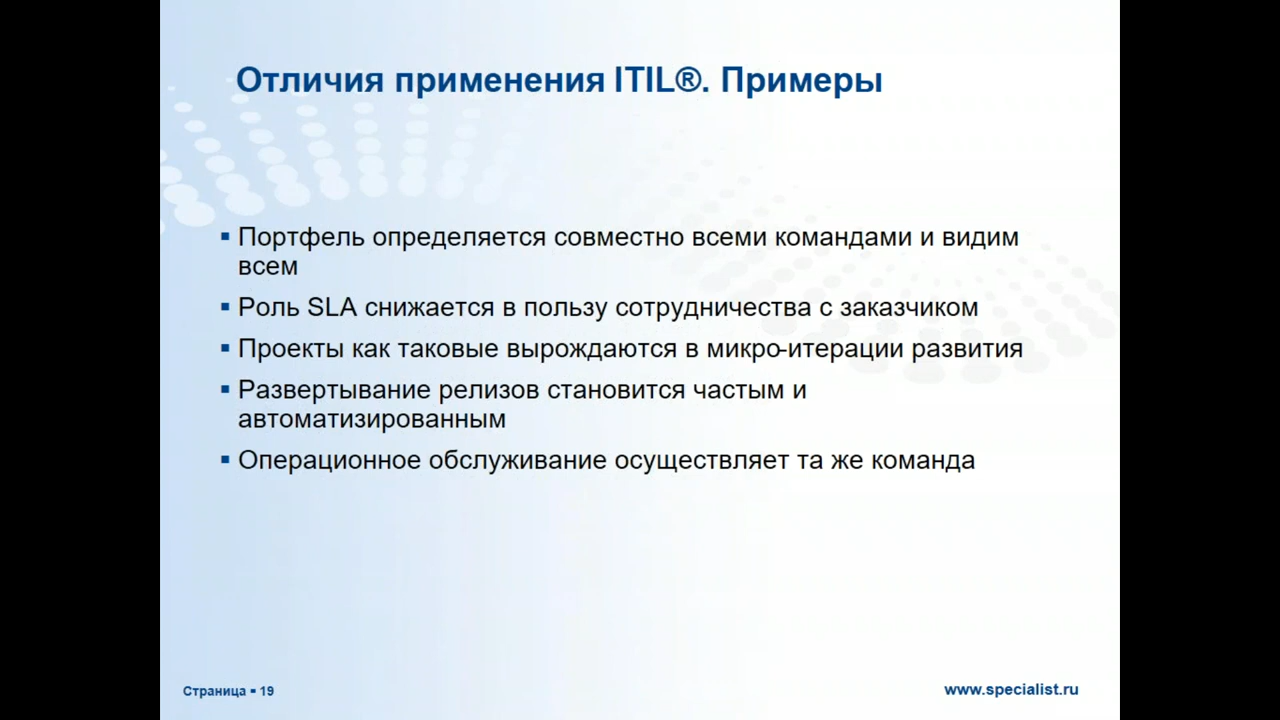 Отличия применения ITIL®. Примеры
▪ Портфель определяется совместно всеми командами и видим
всем
▪ Роль SLA снижается в пользу сотрудничества с заказчиком
▪ Проекты как таковые вырождаются в микро-итерации развития
▪ Развертывание релизов становится частым и
автоматизированным
▪ Операционное обслуживание осуществляет та же команда
Страница ▪ 19
www.specialist.ru